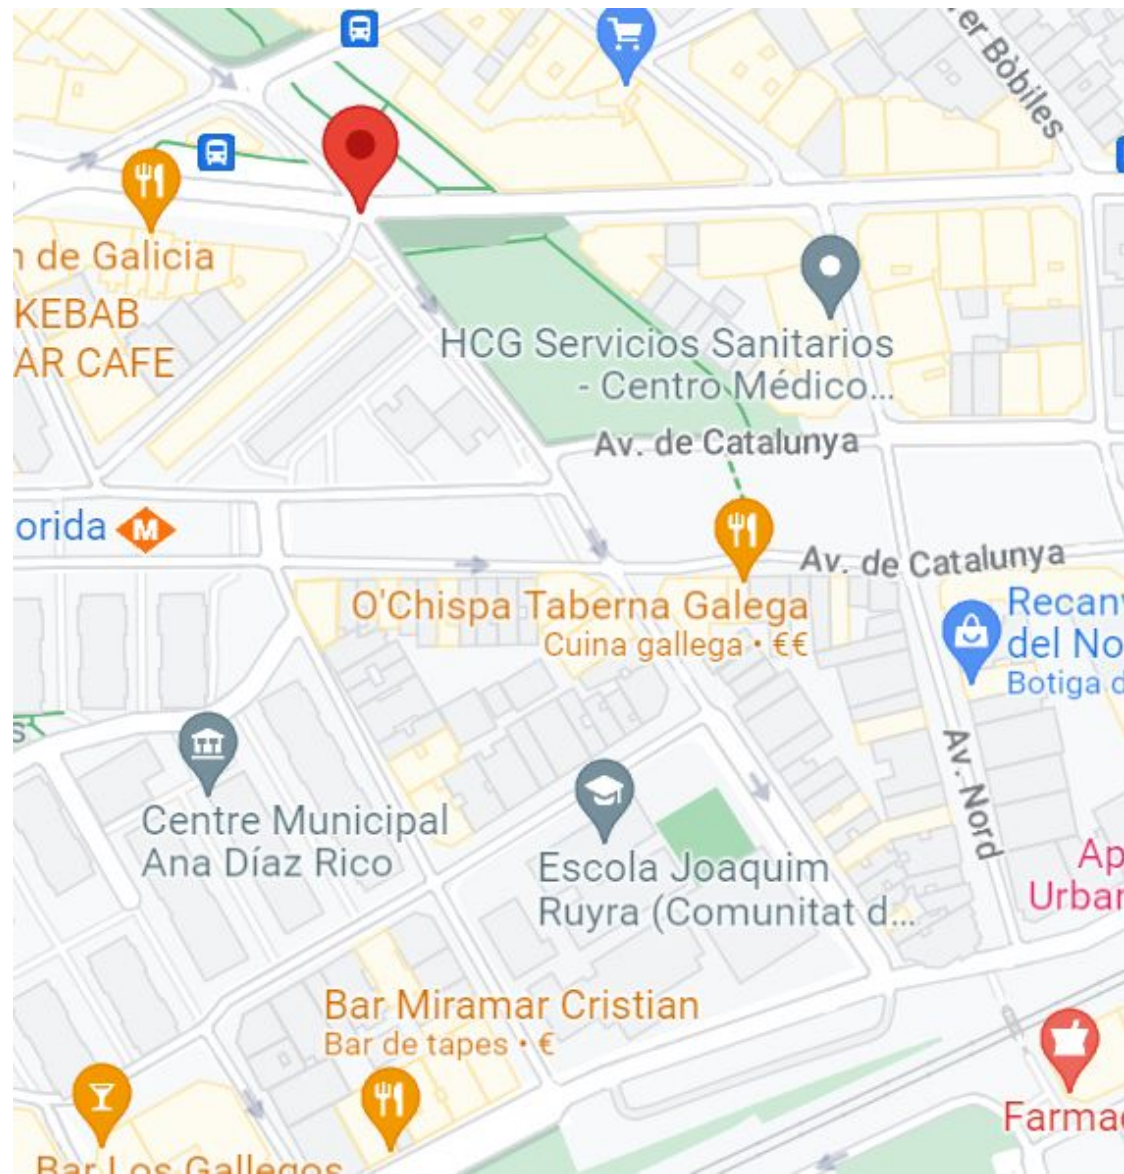 er Bòbiles
n de Galicia
KEBAB
AR CAFE
HCG Servicios Sanitarios
- Centro Médico...
Av. de Catalunya
orida
M
Av. de Catalunya
O'Chispa Taberna Galega
Cuina gallega • €€
Recanv
del No
Botiga d
s
Av. Nord
Centre Municipal
Ana Díaz Rico
Escola Joaquim
Ruyra (Comunitat d...
Ap
Urban
Bar Miramar Cristian
Bar de tapes • €
Farmac
Bar Los Gallegos